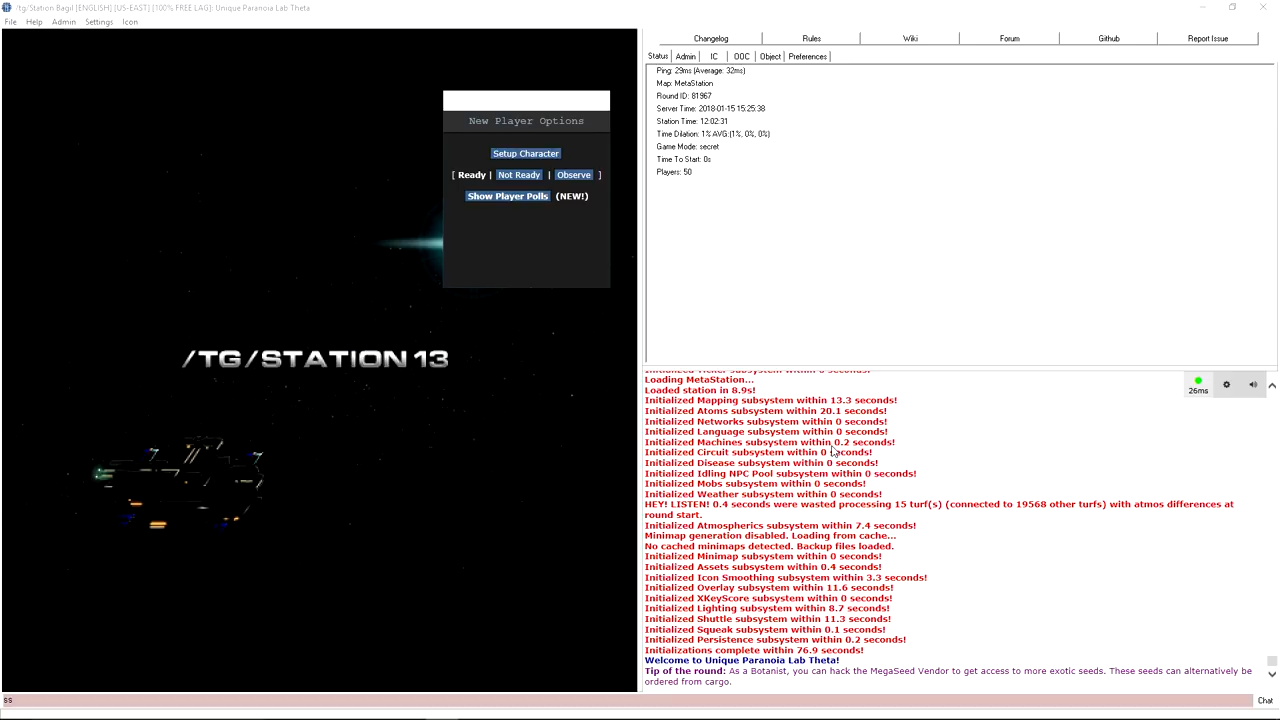 /tg/Station Bagil [ENGLISH] [US-EAST] [100% FREE LAG]: Unique Paranoia Lab Theta
File Help Admin Settings Icon
New Player Options
Setup Character
[ Ready | Not Ready | Observe ]
Show Player Polls (NEW!)
/TG/STATION 13
Changelog Rules Wiki Forum Github Report Issue
Status Admin IC OOC Object Preferences
Ping: 29ms (Average: 32ms)
Map: MetaStation
Round ID: 81967
Server Time: 2018-01-15 15:25:38
Station Time: 12:02:31
Time Dilation: 1% AVG:(1%, 0%, 0%)
Game Mode: secret
Time To Start: 0s
Players: 50
26ms
Initialized Ticker subsystem within 0 seconds!
Loading MetaStation...
Loaded station in 8.9s!
Initialized Mapping subsystem within 13.3 seconds!
Initialized Atoms subsystem within 20.1 seconds!
Initialized Networks subsystem within 0 seconds!
Initialized Language subsystem within 0 seconds!
Initialized Machines subsystem within 0.2 seconds!
Initialized Circuit subsystem within 0 seconds!
Initialized Disease subsystem within 0 seconds!
Initialized Idling NPC Pool subsystem within 0 seconds!
Initialized Mobs subsystem within 0 seconds!
Initialized Weather subsystem within 0 seconds!
HEY! LISTEN! 0.4 seconds were wasted processing 15 turf(s) (connected to 19568 other turfs) with atmos differences at
round start.
Initialized Atmospherics subsystem within 7.4 seconds!
Minimap generation disabled. Loading from cache...
No cached minimaps detected. Backup files loaded.
Initialized Minimap subsystem within 0 seconds!
Initialized Assets subsystem within 0.4 seconds!
Initialized Icon Smoothing subsystem within 3.3 seconds!
Initialized Overlay subsystem within 11.6 seconds!
Initialized XKeyScore subsystem within 0 seconds!
Initialized Lighting subsystem within 8.7 seconds!
Initialized Shuttle subsystem within 11.3 seconds!
Initialized Squeak subsystem within 0.1 seconds!
Initialized Persistence subsystem within 0.2 seconds!
Initializations complete within 76.9 seconds!
Welcome to Unique Paranoia Lab Theta!
Tip of the round: As a Botanist, you can hack the MegaSeed Vendor to get access to more exotic seeds. These seeds can alternatively be
ordered from cargo.
ss Chat